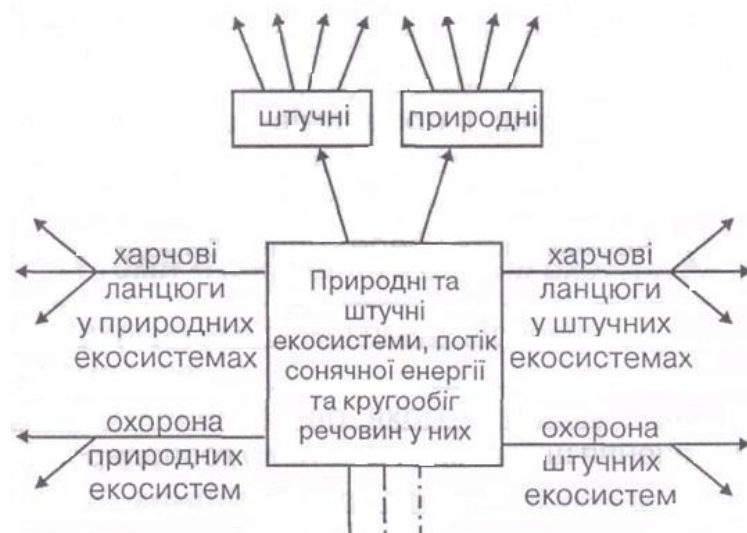 штучні
природні
харчові
ланцюги
у природних
екосистемах
Природні та
штучні
екосистеми, потік
сонячної енергії
та кругообіг
речовин у них
харчові
ланцюги
у штучних
екосистемах
охорона
природних
екосистем
охорона
штучних
екосистем